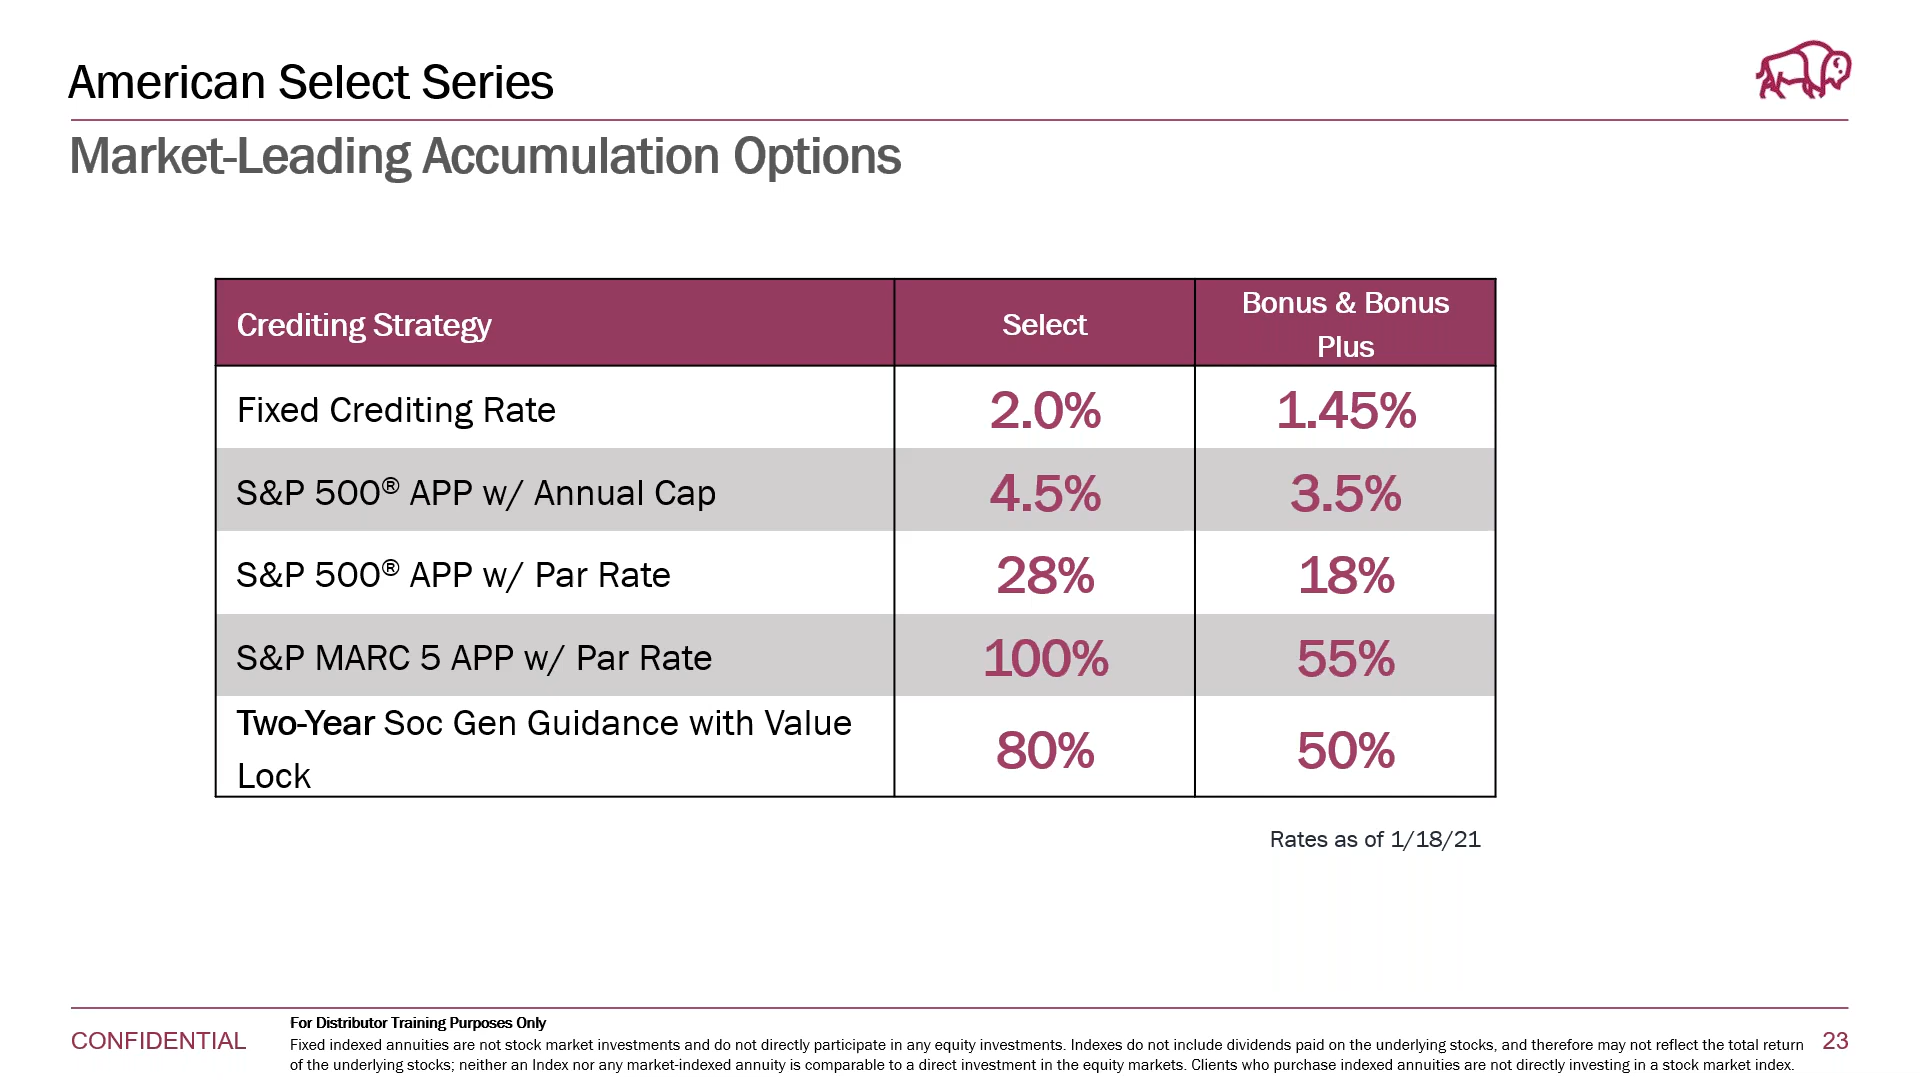 American Select Series
Market-Leading Accumulation Options
Crediting Strategy
Select
Bonus & Bonus
Plus
Fixed Crediting Rate
2.0%
1.45%
S&P 500® APP w/ Annual Cap
4.5%
3.5%
S&P 500® APP w/ Par Rate
28%
18%
S&P MARC 5 APP w/ Par Rate
100%
55%
Two-Year Soc Gen Guidance with Value
Lock
80%
50%
Rates as of 1/18/21
CONFIDENTIAL
For Distributor Training Purposes Only
Fixed indexed annuities are not stock market investments and do not directly participate in any equity investments. Indexes do not include dividends paid on the underlying stocks, and therefore may not reflect the total return
of the underlying stocks; neither an Index nor any market-indexed annuity is comparable to a direct investment in the equity markets. Clients who purchase indexed annuities are not directly investing in a stock market index.
23